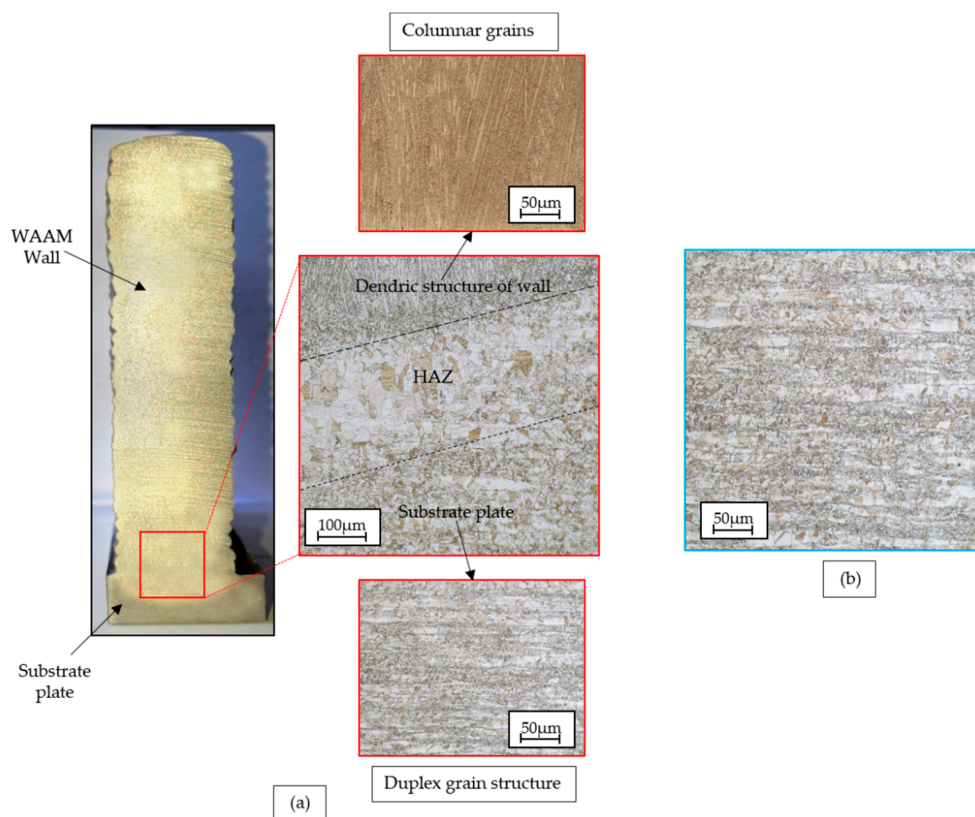 Columnar grains
50µm
WAAM
Wall
Dendric structure of wall
HAZ
Substrate plate
100µm
50µm
(b)
Substrate
plate
50µm
Duplex grain structure
(a)